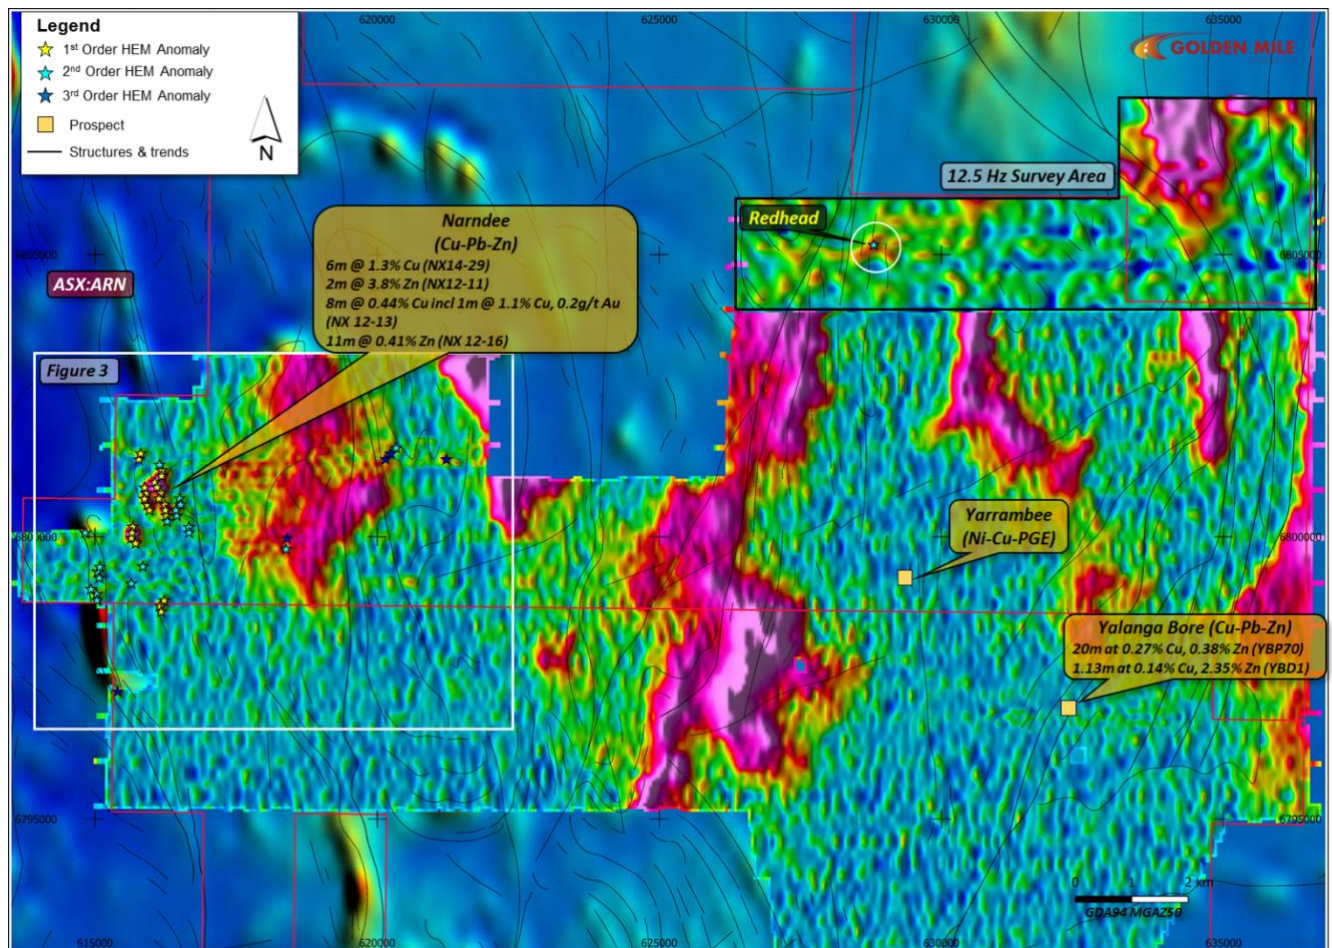 620000
625000
630000
635000
Legend
1st Order HEM Anomaly
2nd Order HEM Anomaly
3rd Order HEM Anomaly
Prospect
Structures & trends
N
GOLDEN MILE
12.5 Hz Survey Area
Redhead
Narndee
(Cu-Pb-Zn)
6m @ 1.3% Cu (NX14-29)
2m @ 3.8% Zn (NX12-11)
8m @ 0.44% Cu incl 1m @ 1.1% Cu, 0.2g/t Au
(NX 12-13)
11m @ 0.41% Zn (NX 12-16)
6805000
6805000
ASX:ARN
Figure 3
Yarrambee
(Ni-Cu-PGE)
6800000
6800000
Yalanga Bore (Cu-Pb-Zn)
20m at 0.27% Cu, 0.38% Zn (YBP70)
1.13m at 0.14% Cu, 2.35% Zn (YBD1)
6795000
6795000
0 1 2 km
GDA94 MGAZ50
615000
620000
625000
630000
635000